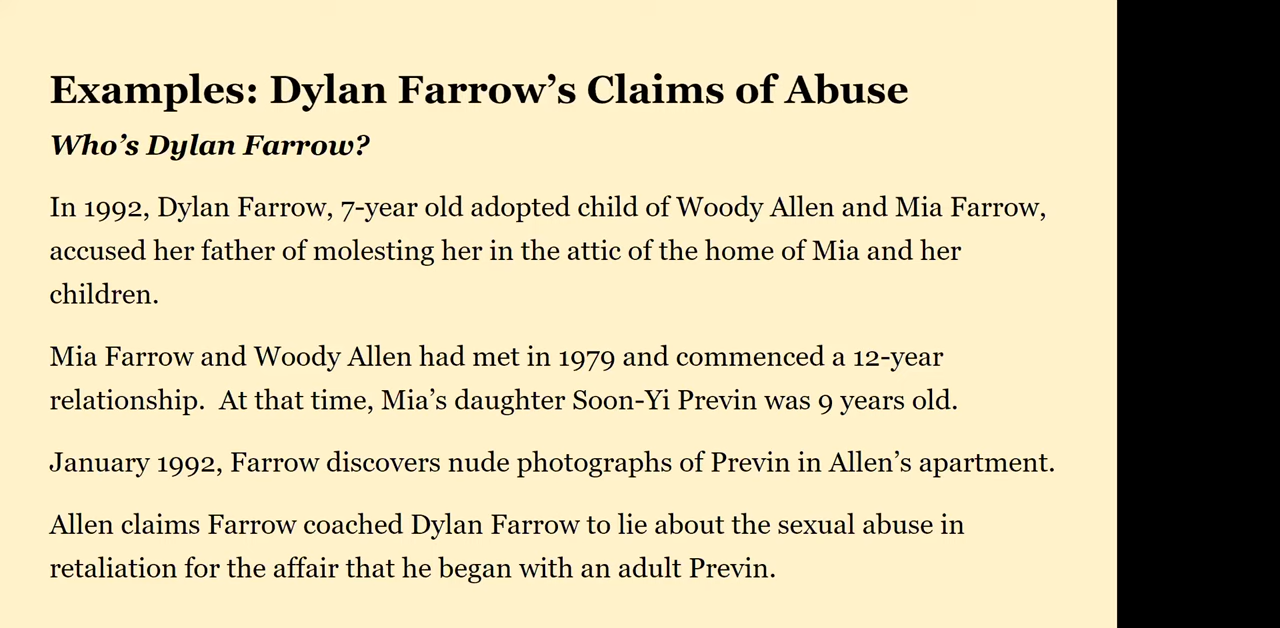 Examples: Dylan Farrow’s Claims of Abuse
Who’s Dylan Farrow?
In 1992, Dylan Farrow, 7-year old adopted child of Woody Allen and Mia Farrow,
accused her father of molesting her in the attic of the home of Mia and her
children.
Mia Farrow and Woody Allen had met in 1979 and commenced a 12-year
relationship.  At that time, Mia’s daughter Soon-Yi Previn was 9 years old.
January 1992, Farrow discovers nude photographs of Previn in Allen’s apartment.
Allen claims Farrow coached Dylan Farrow to lie about the sexual abuse in
retaliation for the affair that he began with an adult Previn.